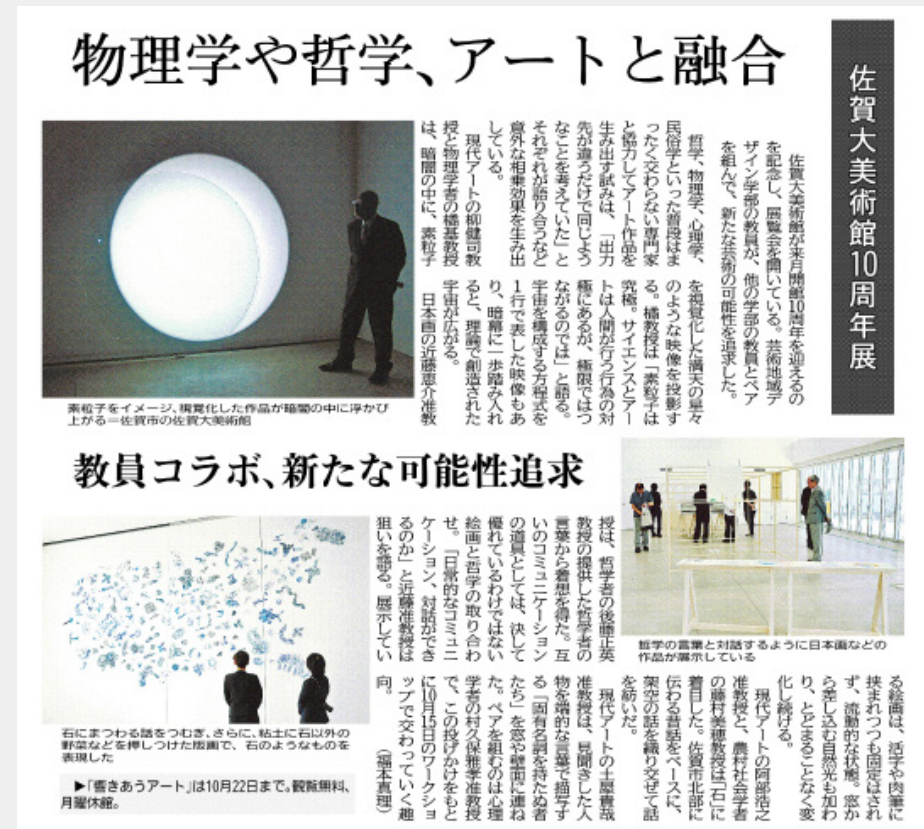 佐賀大美術館10周年展
物理学や哲学、アートと融合
佐賀大美術館が来月開館10周年を迎えるの
を記念し、展覧会を開いている。芸術地域デ
ザイン学部の教員が、他の学部の教員とペア
を組んで、新たな芸術の可能性を追求した。
哲学、物理学、心理学、
民俗学といった普段はま
ったく交わらない専門家
と協力してアート作品を
生み出す試みは、「出力
先が違うだけで同じよう
なことを考えていた」と
それぞれが語り合うなど
意外な相乗効果を生み出
している。
現代アートの柳健司教
授と物理学者の橘基教授
は、暗闇の中に、素粒子
を視覚化した満天の星々
のような映像を投影す
る。橘教授は「素粒子は
究極。サイエンスとアー
トは人間が行う行為の対
極にあるが、極限ではつ
ながるのでは」と語る。
宇宙を構成する方程式を
1行で表した映像もあ
り、暗幕に一歩踏み入れ
ると、理論で創造された
宇宙が広がる。
日本画の近藤恵介准教
素粒子をイメージ、視覚化した作品が暗闇の中に浮かび
上がる＝佐賀市の佐賀大美術館
教員コラボ、新たな可能性追求
授は、哲学者の後藤正英
教授の提供した哲学者の
言葉から着想を得た。互
いのコミュニケーション
の道具としては、決して
優れているわけではない
絵画と哲学の取り合わ
せ。「日常的なコミュニ
ケーション、対話ができ
るのか」と近藤准教授は
狙いを語る。展示してい
哲学の言葉と対話するように日本画などの
作品が展示している
る絵画は、活字や肉筆に
挟まれつつも固定はされ
ず、流動的な状態。窓か
ら差し込む自然光も加わ
り、とどまることなく変
化し続ける。
現代アートの阿部浩之
准教授と、農村社会学者
の藤村美穂教授は「石」に
着目した。佐賀市北部に
伝わる昔話をベースに、
架空の話を織り交ぜて話
を紡いだ。
現代アートの土屋貴哉
准教授は、見聞きした人
物を端的な言葉で描写す
る「固有名詞を持たぬ者
たち」を窓や壁面に連ね
た。ペアを組むのは心理
学者の村久保雅孝准教授
で、この投げかけをもと
に10月15日のワークショ
ップで交わっていく趣
向。
（福本真理）
石にまつわる話をつむぎ、さらに、粘土に石以外の
野菜などを押しつけた版画で、石のようなものを
表現した
▶「響きあうアート」は10月22日まで。観覧無料、
月曜休館。